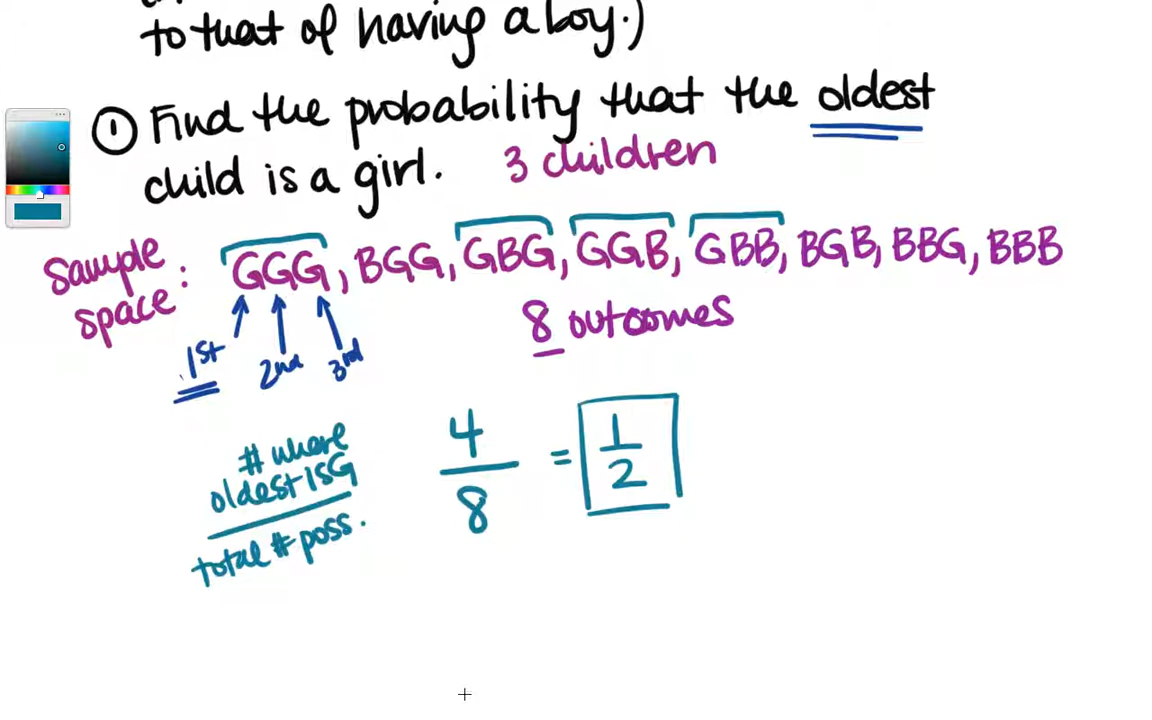 to that of having a boy.)
① Find the probability that the oldest
child is a girl. 3 children
Sample space: GGG, BGG, GBG, GGB, GBB, BGB, BBG, BBB
8 outcomes
1st 2nd 3rd
# where
oldest is G
total # poss.
4
8
=
1
2